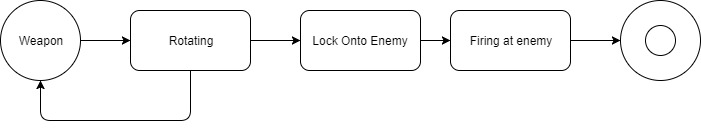 Weapon
Rotating
Lock Onto Enemy
Firing at enemy